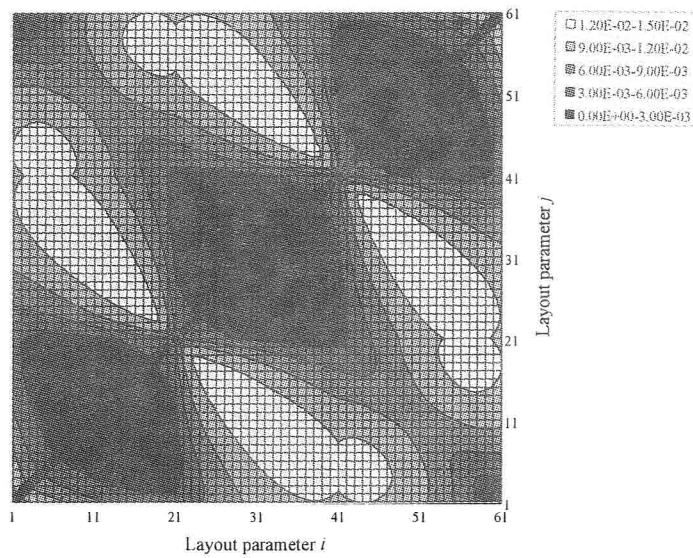 61
51
41
31
21
11
1
Layout parameter j
1 11 21 31 41 51 61
Layout parameter i
1.20E-02-1.50E-02
9.00E-03-1.20E-02
6.00E-03-9.00E-03
3.00E-03-6.00E-03
0.00E+00-3.00E-03